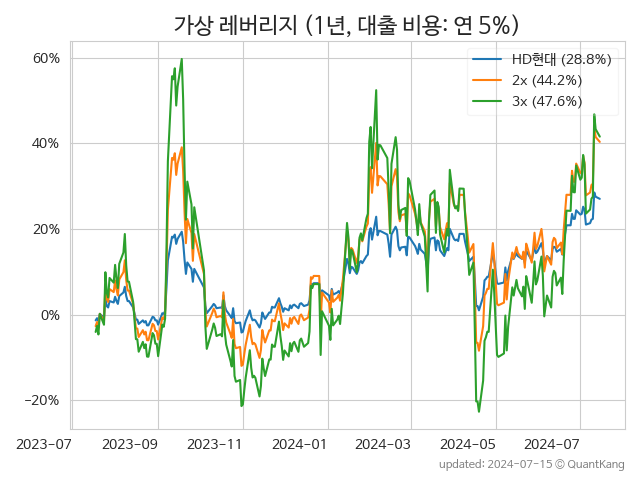 가상 레버리지 (1년, 대출 비용: 연 5%)
HD현대 (28.8%)
2x (44.2%)
3x (47.6%)
60%
40%
20%
0%
−20%
2023-07 2023-09 2023-11 2024-01 2024-03 2024-05 2024-07
updated: 2024-07-15 © QuantKang